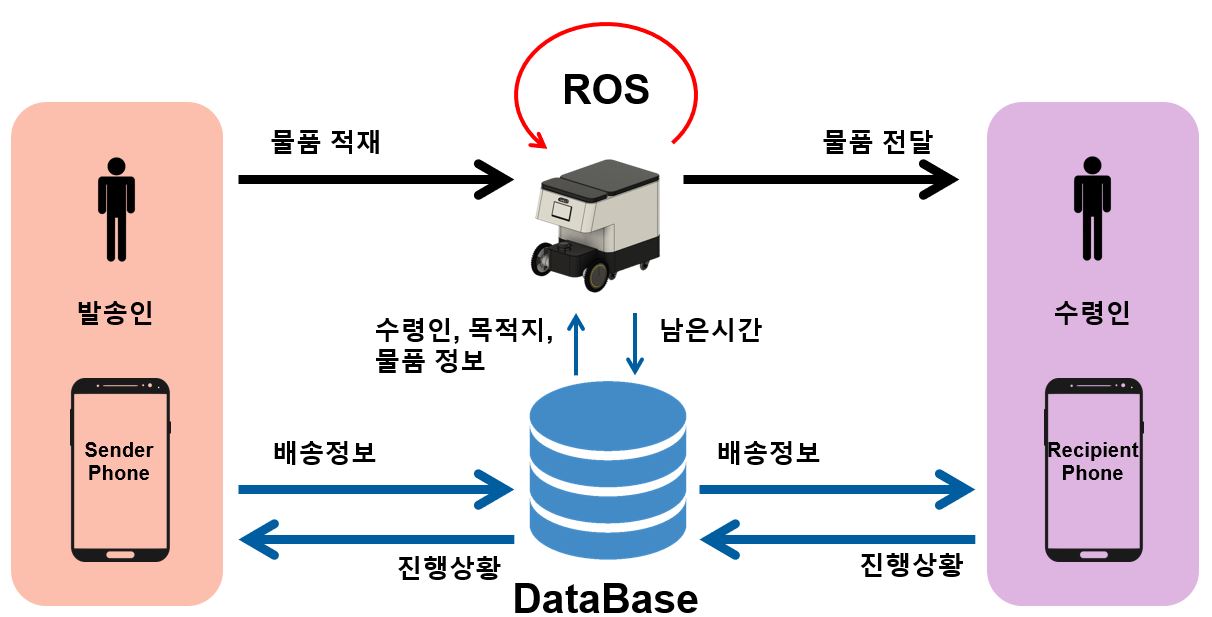 ROS
물품 적재
물품 전달
발송인
수령인
수령인, 목적지,
물품 정보
남은시간
Sender
Phone
배송정보
배송정보
Recipient
Phone
진행상황
진행상황
DataBase